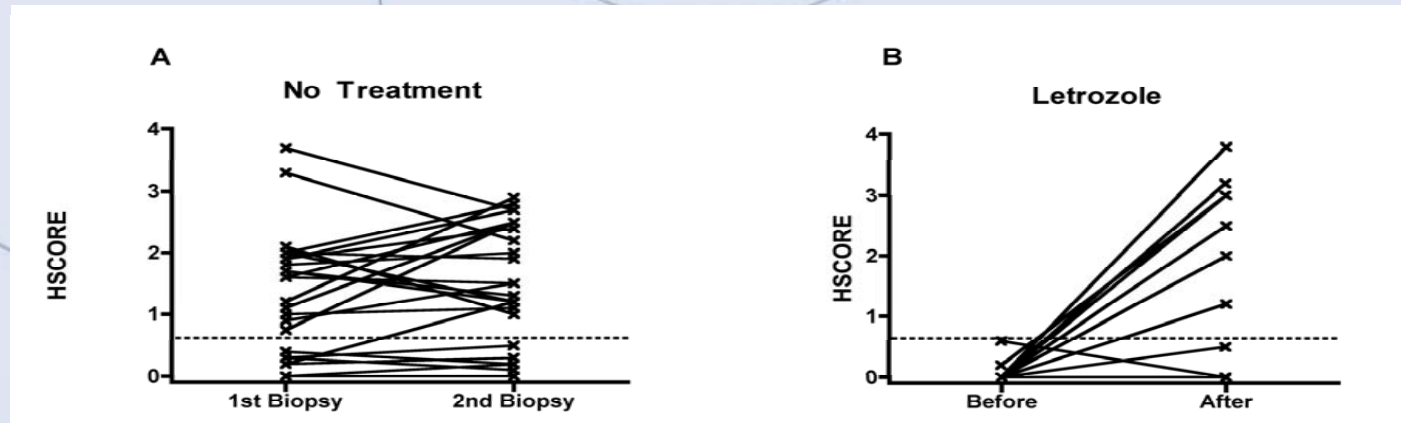 A
No Treatment
HSCORE
4
3
2
1
0
1st Biopsy 2nd Biopsy
B
Letrozole
HSCORE
4
3
2
1
0
Before After